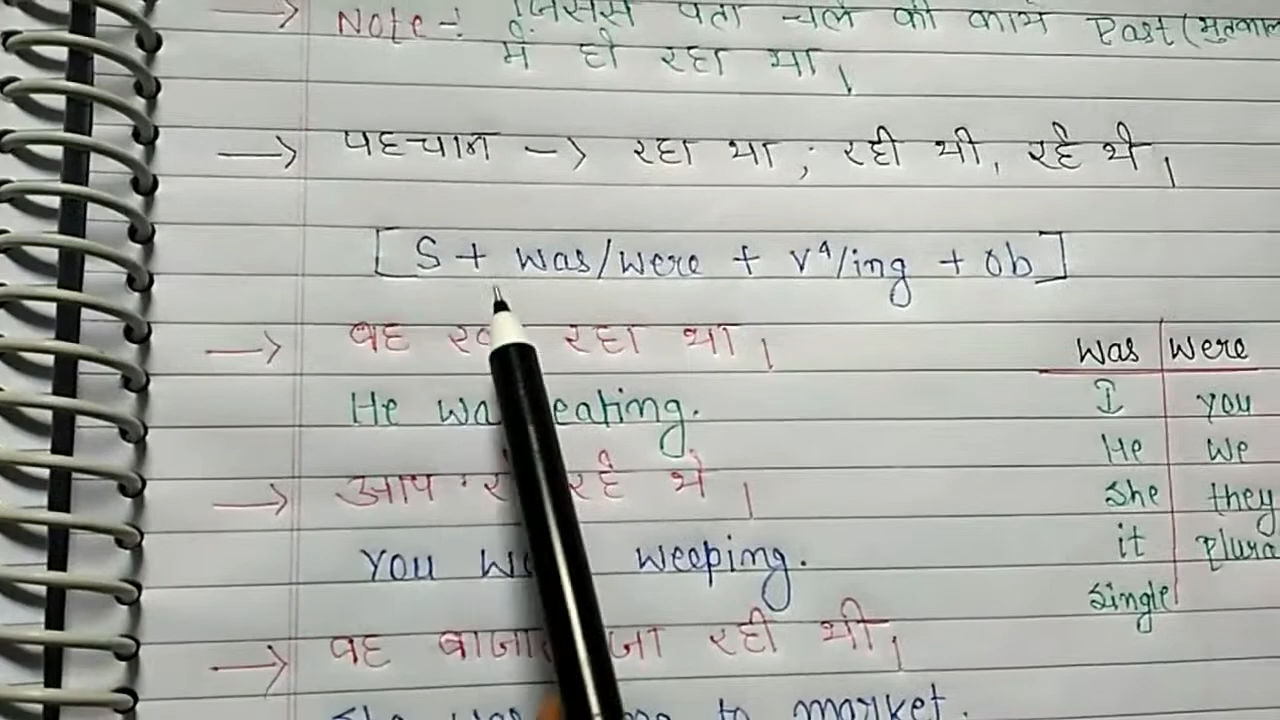 → Note -: जिससे पता चले की कार्य Past (भुतकाल
में हो रहा था।
→ पहचान -> रहा था ; रही थी, रहे थे।
[S + was/were + v⁴/ing + ob]
→ वह रहा था।
He eating.
→ आप रहे थे।
You weeping.
→ वह जा रही थी।
to market.
Was | Were
I | you
He | we
she | they
it |
single